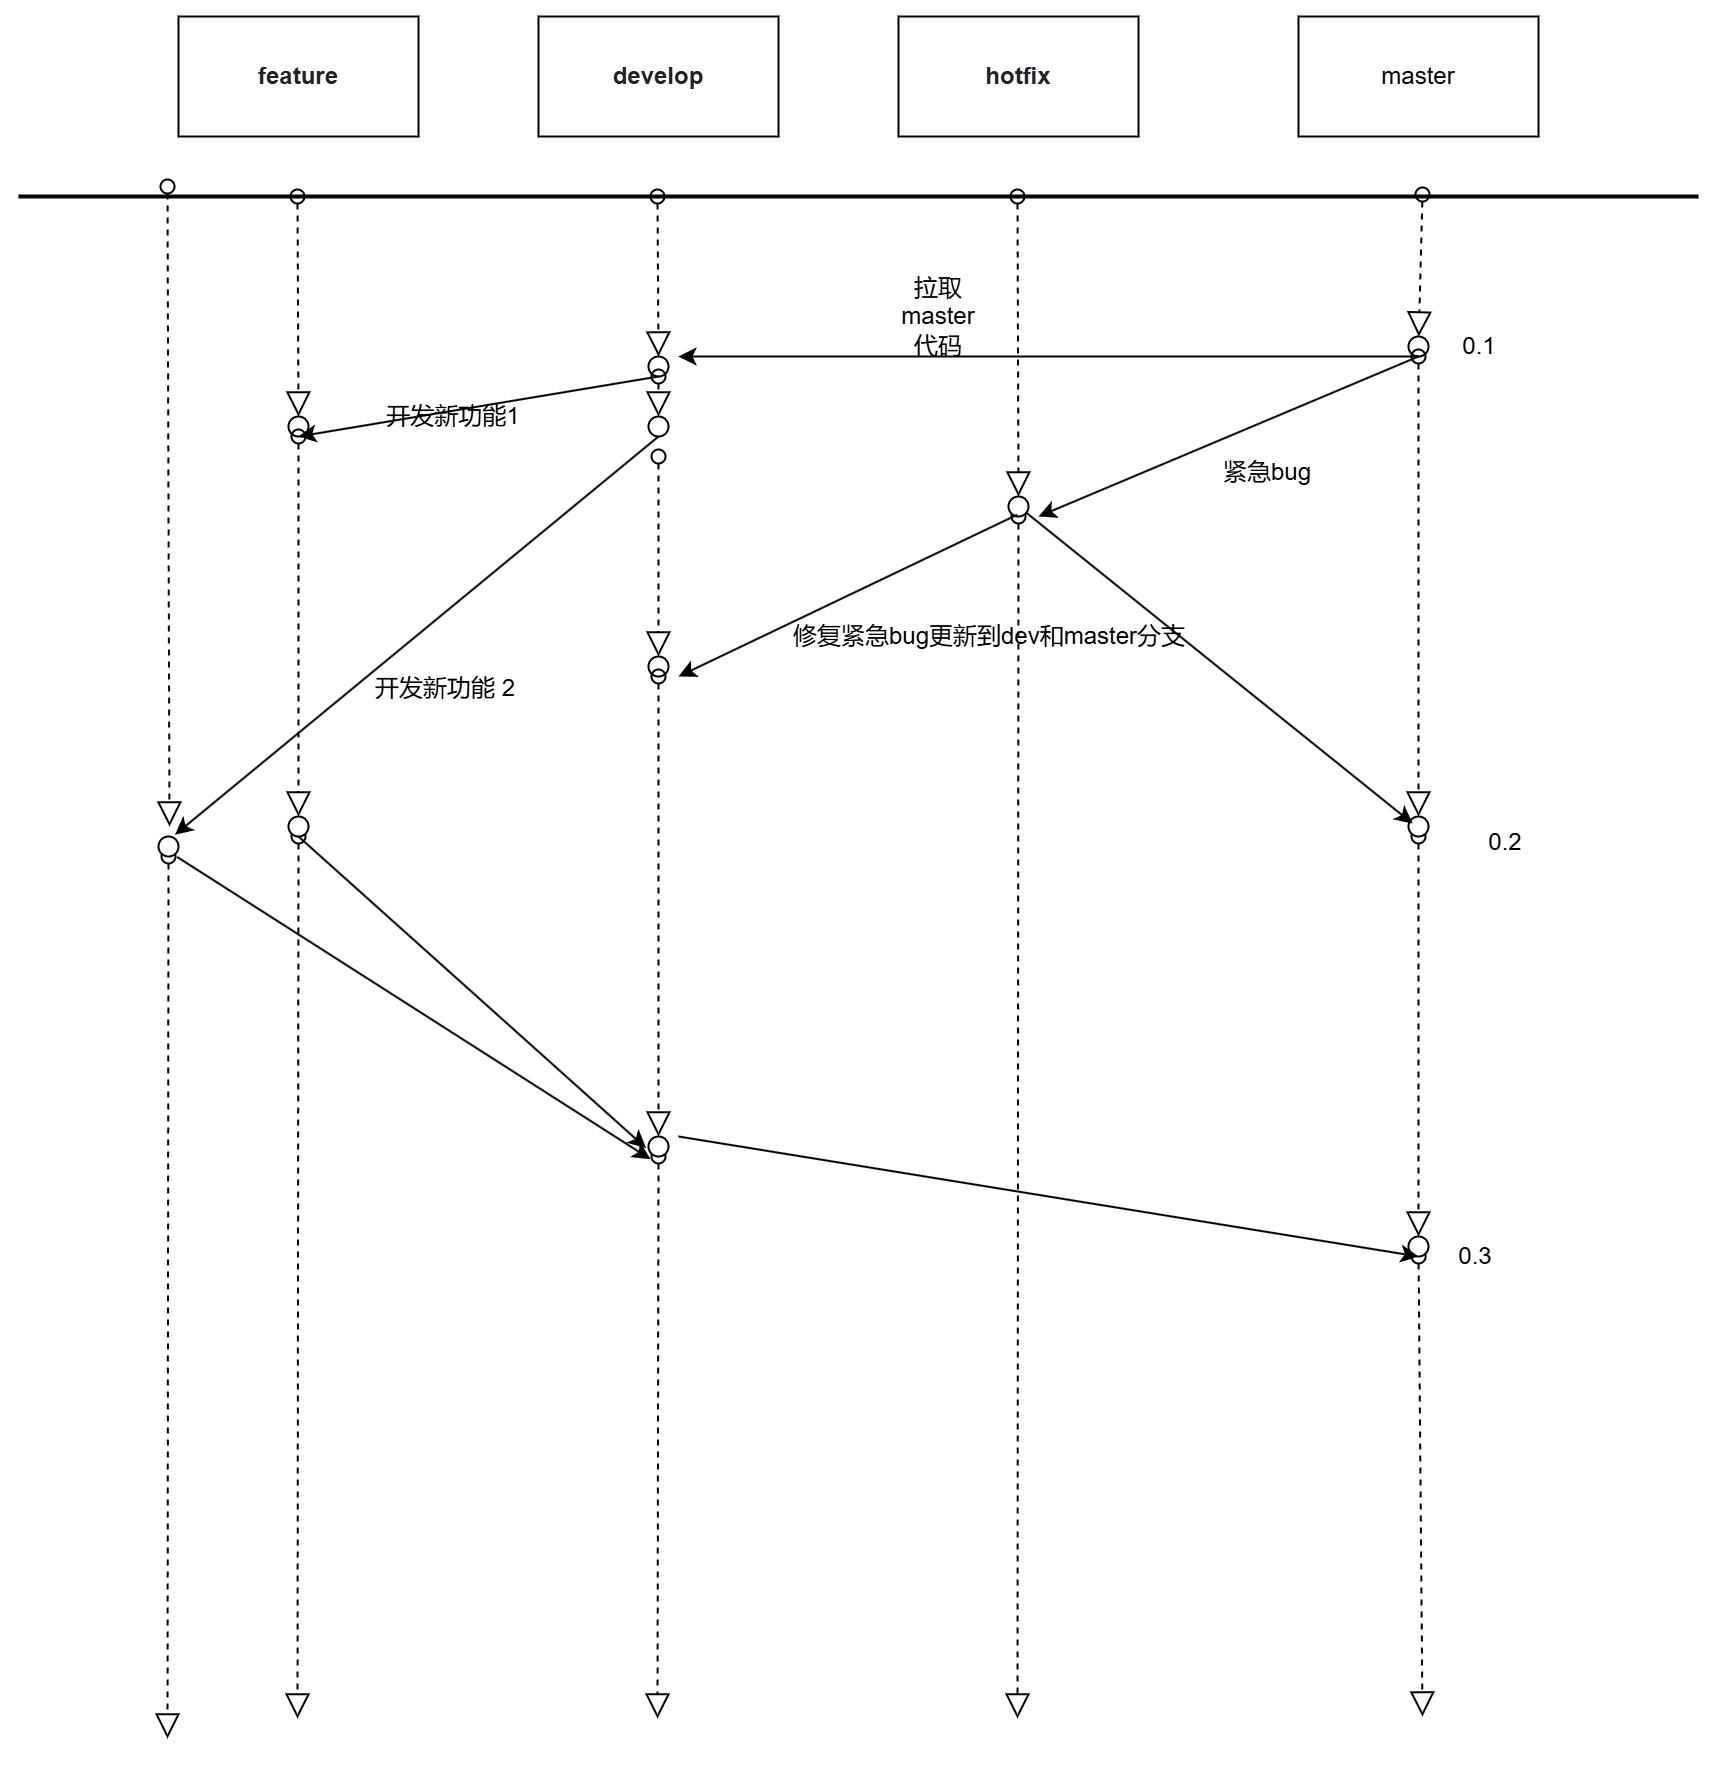 feature
develop
hotfix
master
拉取
master
代码
0.1
开发新功能1
紧急bug
修复紧急bug更新到dev和master分支
开发新功能 2
0.2
0.3